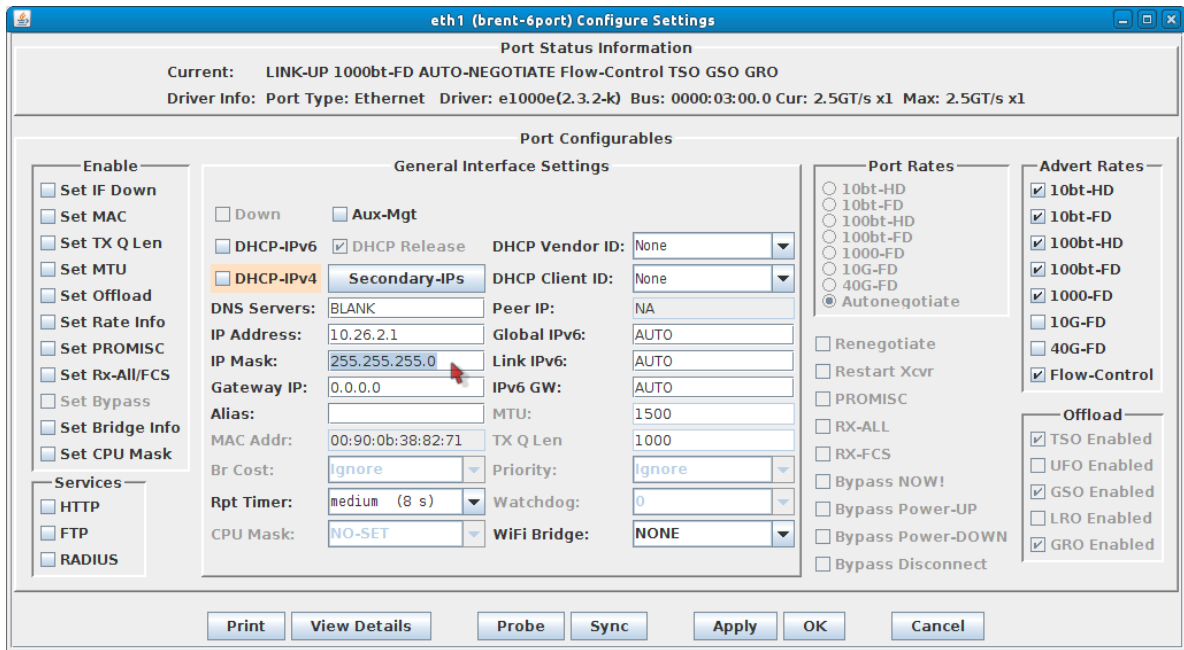 eth1 (brent-6port) Configure Settings
Port Status Information
Current: LINK-UP 1000bt-FD AUTO-NEGOTIATE Flow-Control TSO GSO GRO
Driver Info: Port Type: Ethernet Driver: e1000e(2.3.2-k) Bus: 0000:03:00.0 Cur: 2.5GT/s x1 Max: 2.5GT/s x1
Port Configurables
Enable
Set IF Down
Set MAC
Set TX Q Len
Set MTU
Set Offload
Set Rate Info
Set PROMISC
Set Rx-All/FCS
Set Bypass
Set Bridge Info
Set CPU Mask
Services
HTTP
FTP
RADIUS
General Interface Settings
Down Aux-Mgt
DHCP-IPv6 DHCP Release DHCP Vendor ID: None
DHCP-IPv4 Secondary-IPs DHCP Client ID: None
DNS Servers: BLANK Peer IP: NA
IP Address: 10.26.2.1 Global IPv6: AUTO
IP Mask: 255.255.255.0 Link IPv6: AUTO
Gateway IP: 0.0.0.0 IPv6 GW: AUTO
Alias: MTU: 1500
MAC Addr: 00:90:0b:38:82:71 TX Q Len 1000
Br Cost: Ignore Priority: Ignore
Rpt Timer: medium (8 s) Watchdog: 0
CPU Mask: NO-SET WiFi Bridge: NONE
Port Rates
10bt-HD
10bt-FD
100bt-HD
100bt-FD
1000-FD
10G-FD
40G-FD
Autonegotiate
Renegotiate
Restart Xcvr
PROMISC
RX-ALL
RX-FCS
Bypass NOW!
Bypass Power-UP
Bypass Power-DOWN
Bypass Disconnect
Advert Rates
10bt-HD
10bt-FD
100bt-HD
100bt-FD
1000-FD
10G-FD
40G-FD
Flow-Control
Offload
TSO Enabled
UFO Enabled
GSO Enabled
LRO Enabled
GRO Enabled
Print View Details Probe Sync Apply OK Cancel